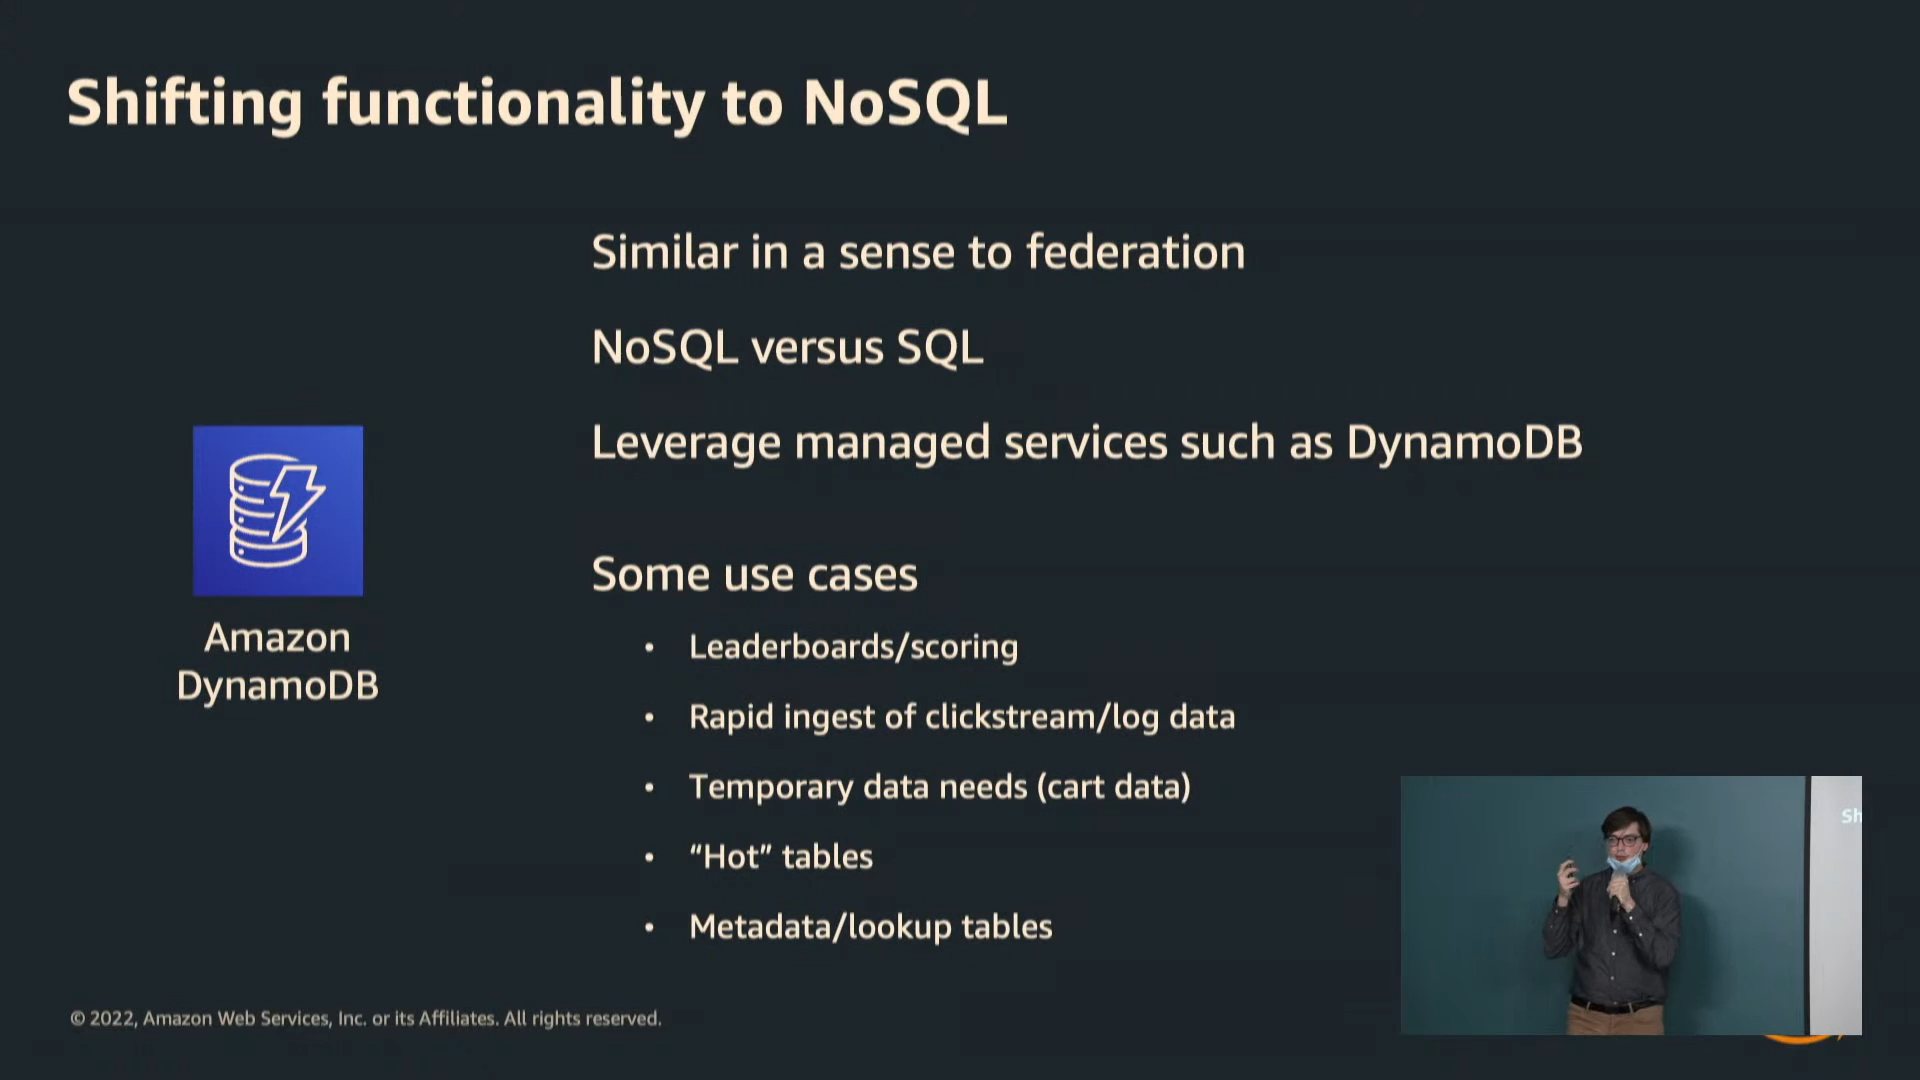 Shifting functionality to NoSQL
Similar in a sense to federation
NoSQL versus SQL
Leverage managed services such as DynamoDB
Amazon
DynamoDB
Some use cases
• Leaderboards/scoring
• Rapid ingest of clickstream/log data
• Temporary data needs (cart data)
• “Hot” tables
• Metadata/lookup tables
Sh
© 2022, Amazon Web Services, Inc. or its Affiliates. All rights reserved.